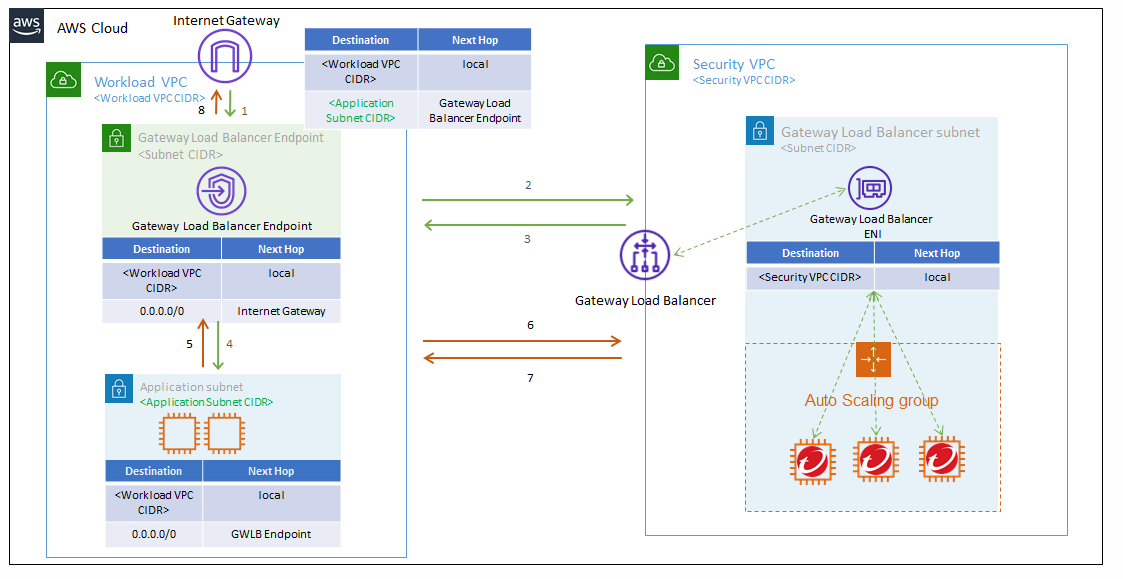 aws
AWS Cloud
Internet Gateway
Destination
Next Hop
<Workload VPC
CIDR>
local
<Application
Subnet CIDR>
Gateway Load
Balancer Endpoint
Workload VPC
<Workload VPC CIDR>
8
1
Gateway Load Balancer Endpoint
<Subnet CIDR>
Gateway Load Balancer Endpoint
Destination
Next Hop
<Workload VPC
CIDR>
local
0.0.0.0/0
Internet Gateway
5
4
Application subnet
<Application Subnet CIDR>
Destination
Next Hop
<Workload VPC
CIDR>
local
0.0.0.0/0
GWLB Endpoint
2
3
Gateway Load Balancer
6
7
Security VPC
<Security VPC CIDR>
Gateway Load Balancer subnet
<Subnet CIDR>
Gateway Load Balancer
ENI
Destination
Next Hop
<Security VPC CIDR>
local
Auto Scaling group